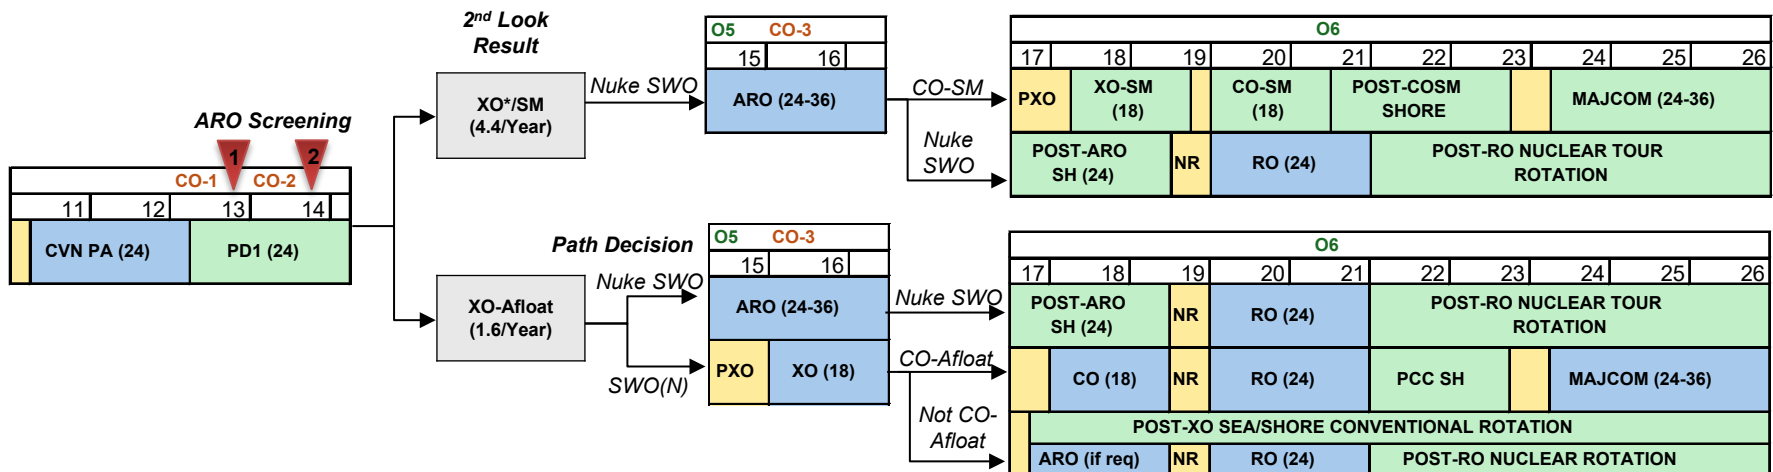 2nd Look
Result
ARO Screening
1
2
CO-1
CO-2
11
12
13
14
CVN PA (24)
PD1 (24)
XO*/SM
(4.4/Year)
Nuke SWO
O5
CO-3
15
16
ARO (24-36)
CO-SM
Nuke
SWO
O6
17
18
19
20
21
22
23
24
25
26
PXO
XO-SM
(18)
CO-SM
(18)
POST-COSM
SHORE
MAJCOM (24-36)
POST-ARO
SH (24)
NR
RO (24)
POST-RO NUCLEAR TOUR
ROTATION
XO-Afloat
(1.6/Year)
Path Decision
Nuke SWO
SWO(N)
O5
CO-3
15
16
ARO (24-36)
PXO
XO (18)
Nuke SWO
CO-Afloat
Not CO-
Afloat
O6
17
18
19
20
21
22
23
24
25
26
POST-ARO
SH (24)
NR
RO (24)
POST-RO NUCLEAR TOUR
ROTATION
CO (18)
NR
RO (24)
PCC SH
MAJCOM (24-36)
POST-XO SEA/SHORE CONVENTIONAL ROTATION
ARO (if req)
NR
RO (24)
POST-RO NUCLEAR ROTATION